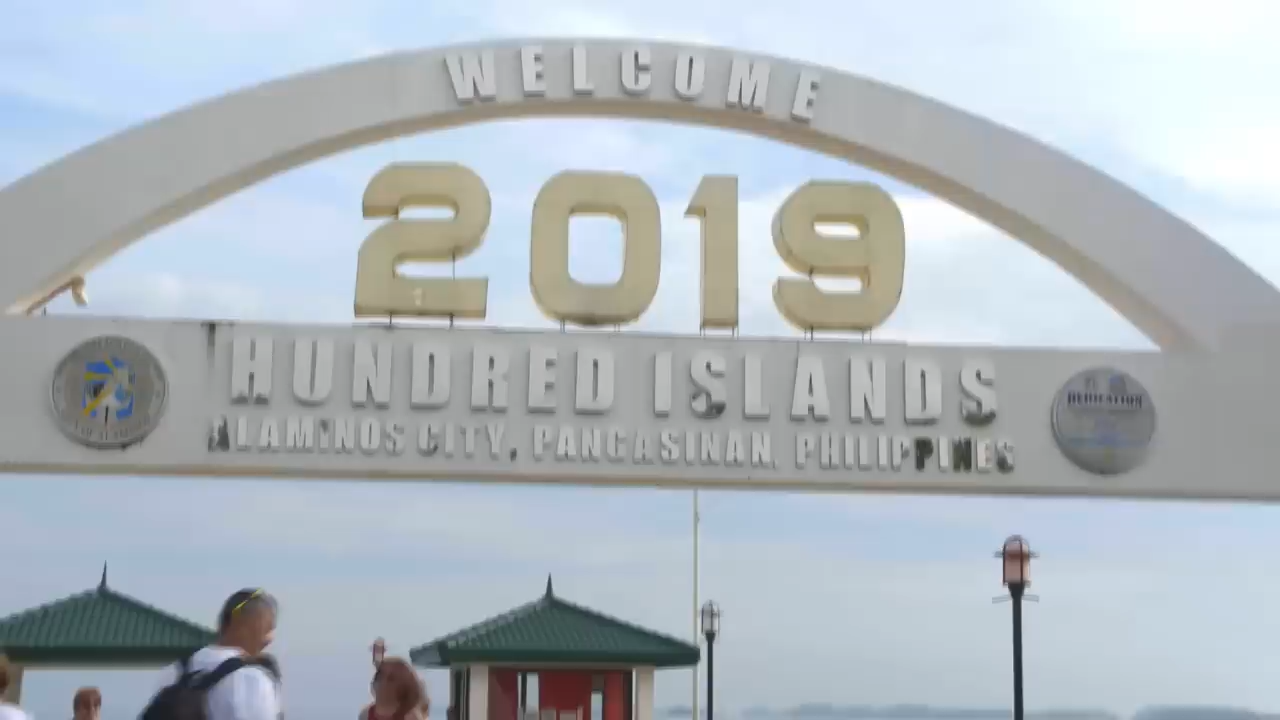 WELCOME
2019
HUNDRED ISLANDS
ALAMINOS CITY, PANGASINAN, PHILIPPINES